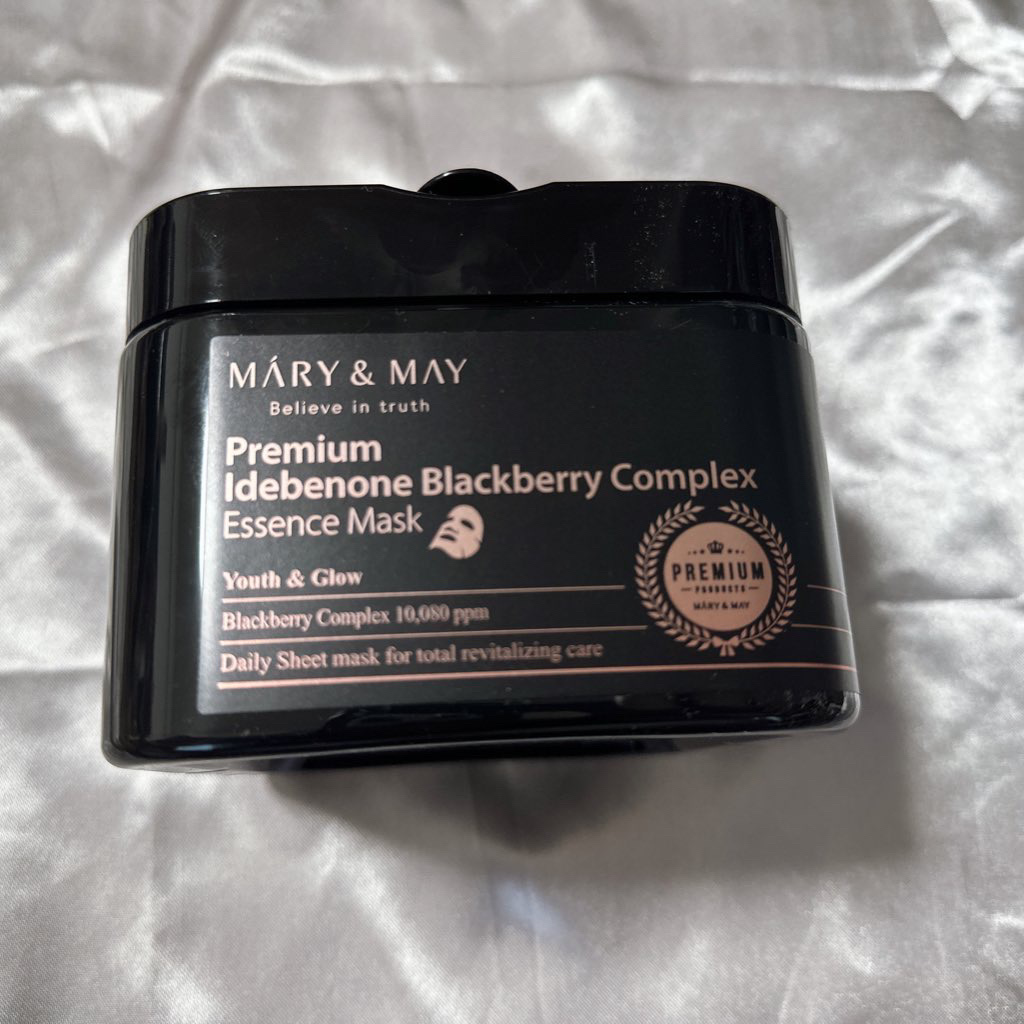 MÁRY & MAY
Believe in truth
Premium
Idebenone Blackberry Complex
Essence Mask
Youth & Glow
Blackberry Complex 10,080 ppm
Daily Sheet mask for total revitalizing care
PREMIUM
PRODUCTS
MÁRY & MAY